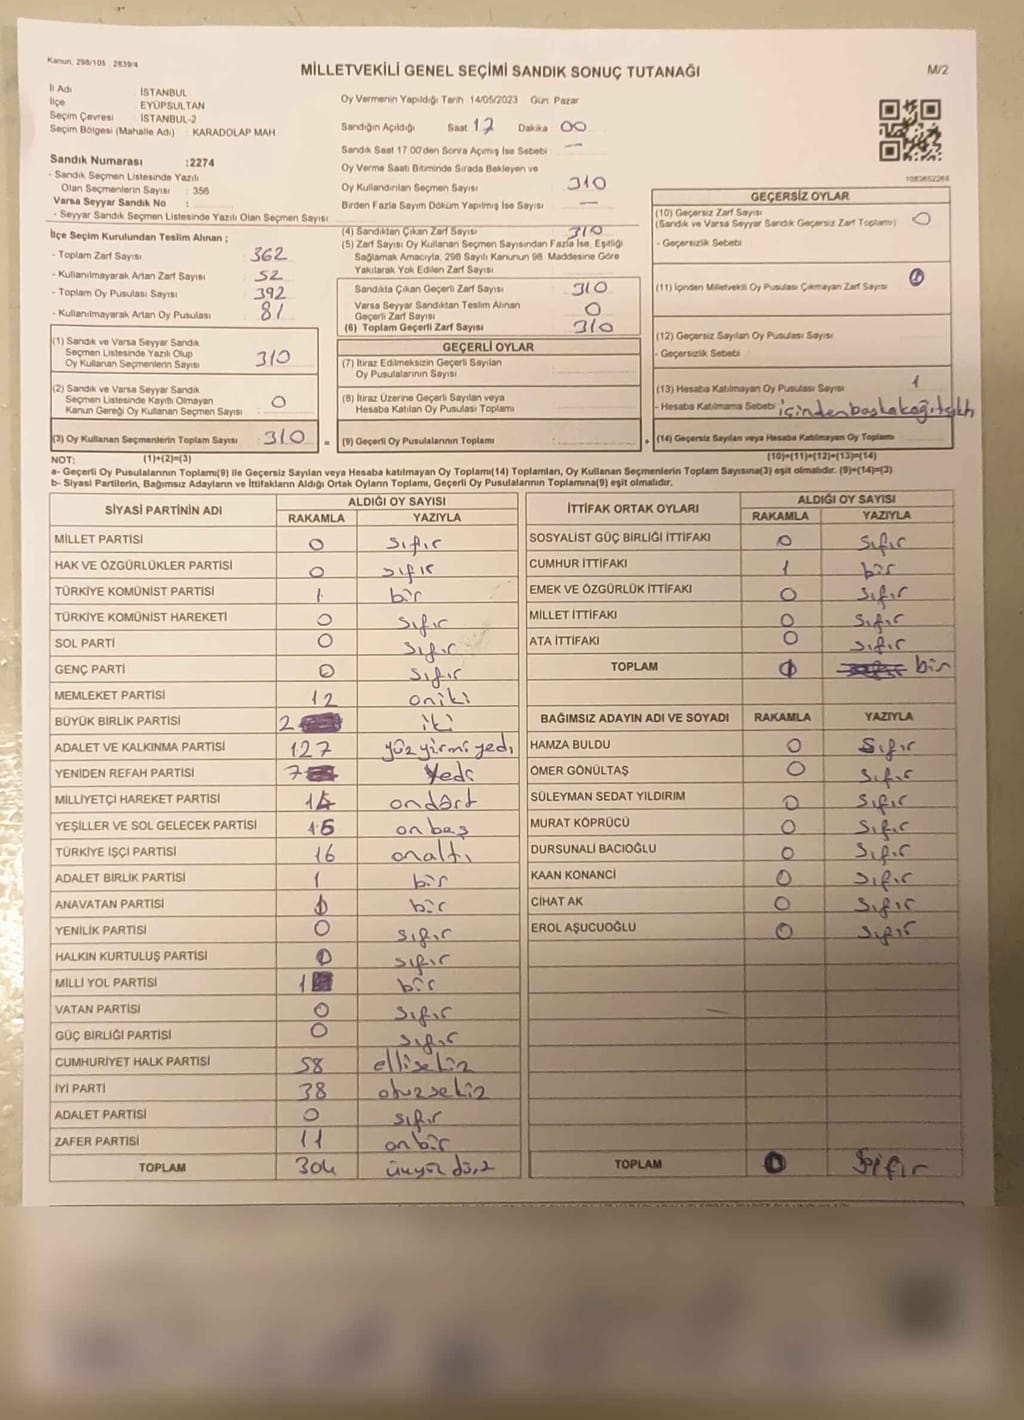 Kanun, 298/105 2839/4
MİLLETVEKİLİ GENEL SEÇİMİ SANDIK SONUÇ TUTANAĞI
M/2
İl Adı İSTANBUL
İlçe EYÜPSULTAN
Seçim Çevresi İSTANBUL-2
Seçim Bölgesi (Mahalle Adı) : KARADOLAP MAH
Sandık Numarası :2274
- Sandık Seçmen Listesinde Yazılı
Olan Seçmenlerin Sayısı : 356
Varsa Seyyar Sandık No :
- Seyyar Sandık Seçmen Listesinde Yazılı Olan Seçmen Sayısı
Oy Vermenin Yapıldığı Tarih 14/05/2023 Gün Pazar
Sandığın Açıldığı Saat 17 Dakika 00
Sandık Saat 17.00'den Sonra Açılmış İse Sebebi —
Oy Verme Saati Bitiminde Sırada Bekleyen ve
Oy Kullandırılan Seçmen Sayısı 310
Birden Fazla Sayım Döküm Yapılmış İse Sayısı —
1083652268
İlçe Seçim Kurulundan Teslim Alınan ;
- Toplam Zarf Sayısı 362
- Kullanılmayarak Artan Zarf Sayısı 52
- Toplam Oy Pusulası Sayısı 392
- Kullanılmayarak Artan Oy Pusulası 81
(1) Sandık ve Varsa Seyyar Sandık
Seçmen Listesinde Yazılı Olup
Oy Kullanan Seçmenlerin Sayısı 310
(2) Sandık ve Varsa Seyyar Sandık
Seçmen Listesinde Kayıtlı Olmayan
Kanun Gereği Oy Kullanan Seçmen Sayısı : 0
(3) Oy Kullanan Seçmenlerin Toplam Sayısı 310 =
(4) Sandıktan Çıkan Zarf Sayısı 310
(5) Zarf Sayısı Oy Kullanan Seçmen Sayısından Fazla İse, Eşitliği
Sağlamak Amacıyla, 298 Sayılı Kanunun 98. Maddesine Göre
Yakılarak Yok Edilen Zarf Sayısı
Sandıkta Çıkan Geçerli Zarf Sayısı 310
Varsa Seyyar Sandıktan Teslim Alınan
Geçerli Zarf Sayısı 0
(6) Toplam Geçerli Zarf Sayısı 310
GEÇERLİ OYLAR
(7) İtiraz Edilmeksizin Geçerli Sayılan
Oy Pusulalarının Sayısı
(8) İtiraz Üzerine Geçerli Sayılan veya
Hesaba Katılan Oy Pusulası Toplamı
(9) Geçerli Oy Pusulalarının Toplamı +
GEÇERSİZ OYLAR
(10) Geçersiz Zarf Sayısı 0
(Sandık ve Varsa Seyyar Sandık Geçersiz Zarf Toplamı)
- Geçersizlik Sebebi
(11) İçinden Milletvekili Oy Pusulası Çıkmayan Zarf Sayısı
(12) Geçersiz Sayılan Oy Pusulası Sayısı
- Geçersizlik Sebebi
(13) Hesaba Katılmayan Oy Pusulası Sayısı 1
- Hesaba Katılmama Sebebi içinden başka kağıt çıktı
(14) Geçersiz Sayılan veya Hesaba Katılmayan Oy Toplamı
NOT: (1)+(2)=(3) (10)+(11)+(12)+(13)=(14)
a- Geçerli Oy Pusulalarının Toplamı(9) ile Geçersiz Sayılan veya Hesaba katılmayan Oy Toplamı(14) Toplamları, Oy Kullanan Seçmenlerin Toplam Sayısına(3) eşit olmalıdır. (9)+(14)=(3)
b- Siyasi Partilerin, Bağımsız Adayların ve İttifakların Aldığı Oyların Toplamı, Geçerli Oy Pusulalarının Toplamına(9) eşit olmalıdır.
SİYASİ PARTİNİN ADI ALDIĞI OY SAYISI
RAKAMLA YAZIYLA
MİLLET PARTİSİ 0 sıfır
HAK VE ÖZGÜRLÜKLER PARTİSİ 0 sıfır
TÜRKİYE KOMÜNİST PARTİSİ 1 bir
TÜRKİYE KOMÜNİST HAREKETİ 0 sıfır
SOL PARTİ 0 sıfır
GENÇ PARTİ 0 sıfır
MEMLEKET PARTİSİ 12 oniki
BÜYÜK BİRLİK PARTİSİ 2 iki
ADALET VE KALKINMA PARTİSİ 127 yüzyirmiyedi
YENİDEN REFAH PARTİSİ 7 Yedi
MİLLİYETÇİ HAREKET PARTİSİ 14 ondört
YEŞİLLER VE SOL GELECEK PARTİSİ 15 onbeş
TÜRKİYE İŞÇİ PARTİSİ 16 onaltı
ADALET BİRLİK PARTİSİ 1 bir
ANAVATAN PARTİSİ 1 bir
YENİLİK PARTİSİ 0 sıfır
HALKIN KURTULUŞ PARTİSİ 0 sıfır
MİLLİ YOL PARTİSİ 1 bir
VATAN PARTİSİ 0 sıfır
GÜÇ BİRLİĞİ PARTİSİ 0 sıfır
CUMHURİYET HALK PARTİSİ 58 ellisekiz
İYİ PARTİ 38 otuzsekiz
ADALET PARTİSİ 0 sıfır
ZAFER PARTİSİ 11 onbir
TOPLAM 304 üçyüz dört
İTTİFAK ORTAK OYLARI ALDIĞI OY SAYISI
RAKAMLA YAZIYLA
SOSYALİST GÜÇ BİRLİĞİ İTTİFAKI 0 sıfır
CUMHUR İTTİFAKI 1 bir
EMEK VE ÖZGÜRLÜK İTTİFAKI 0 sıfır
MİLLET İTTİFAKI 0 sıfır
ATA İTTİFAKI 0 sıfır
TOPLAM 1 bir
BAĞIMSIZ ADAYIN ADI VE SOYADI RAKAMLA YAZIYLA
HAMZA BULDU 0 sıfır
ÖMER GÖNÜLTAŞ 0 sıfır
SÜLEYMAN SEDAT YILDIRIM 0 sıfır
MURAT KÖPRÜCÜ 0 sıfır
DURSUNALİ BACIOĞLU 0 sıfır
KAAN KONANCİ 0 sıfır
CİHAT AK 0 sıfır
EROL AŞUCUOĞLU 0 sıfır
TOPLAM 0 sıfır